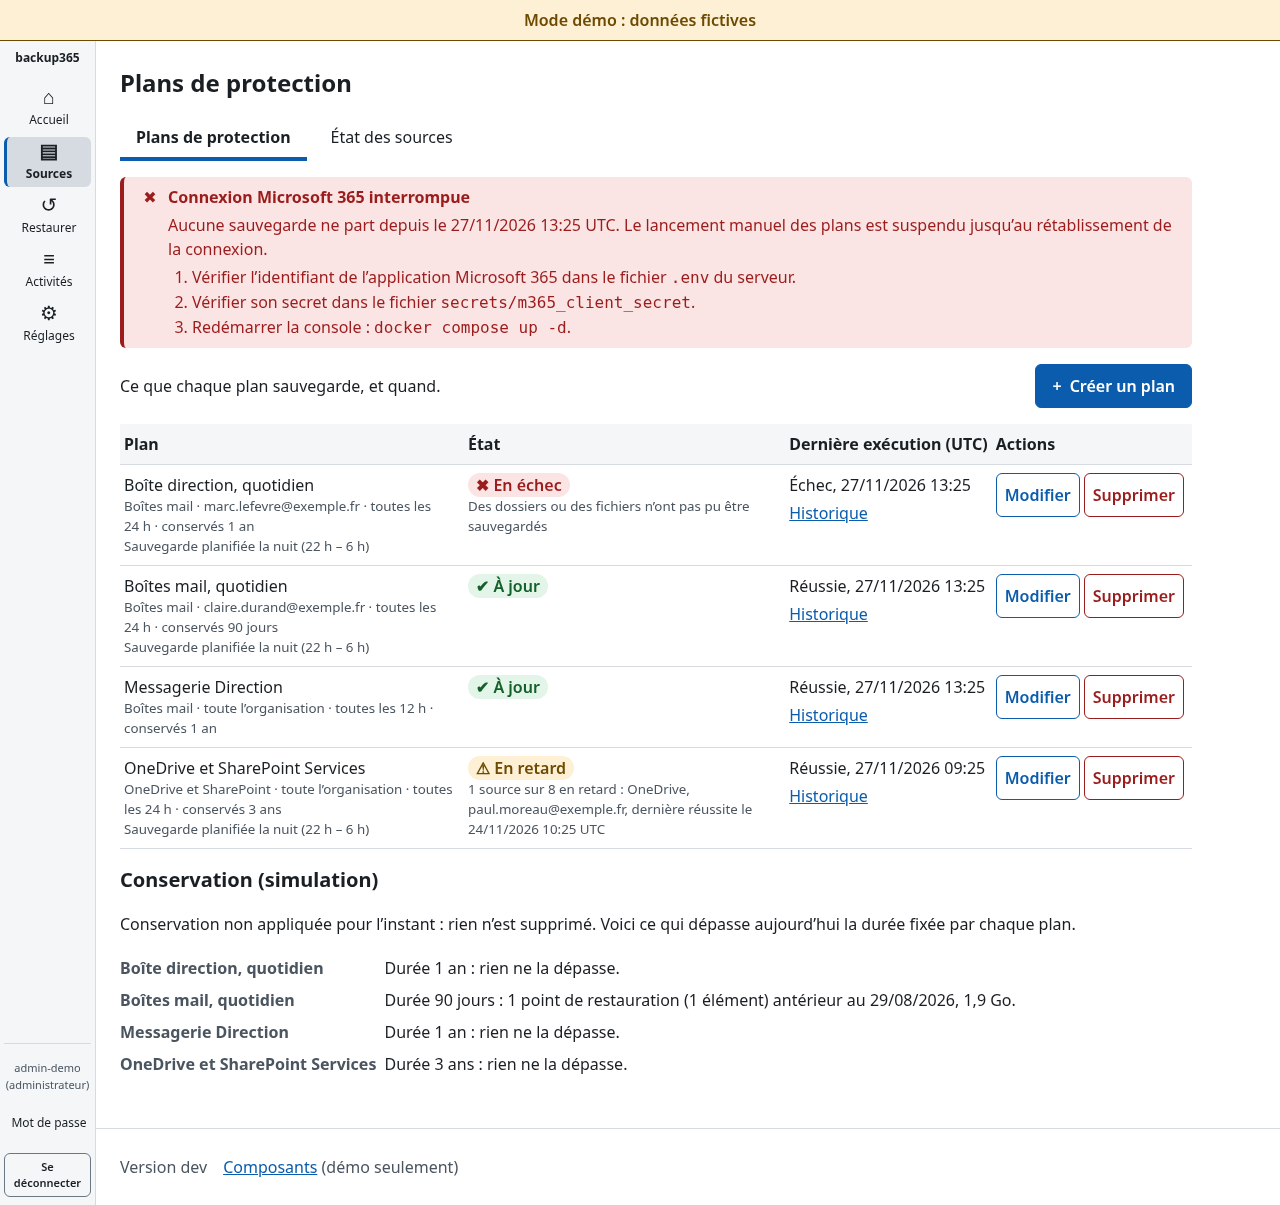 Mode démo : données fictives
backup365
Accueil
Sources
Restaurer
Activités
Réglages
admin-demo
(administrateur)
Mot de passe
Se
déconnecter
Plans de protection
Plans de protection État des sources
✖ Connexion Microsoft 365 interrompue
Aucune sauvegarde ne part depuis le 27/11/2026 13:25 UTC. Le lancement manuel des plans est suspendu jusqu’au rétablissement de
la connexion.
1. Vérifier l’identifiant de l’application Microsoft 365 dans le fichier .env du serveur.
2. Vérifier son secret dans le fichier secrets/m365_client_secret.
3. Redémarrer la console : docker compose up -d.
Ce que chaque plan sauvegarde, et quand.
+ Créer un plan
Plan État Dernière exécution (UTC) Actions
Boîte direction, quotidien
Boîtes mail · marc.lefevre@exemple.fr · toutes les
24 h · conservés 1 an
Sauvegarde planifiée la nuit (22 h – 6 h)
✖ En échec
Des dossiers ou des fichiers n’ont pas pu être
sauvegardés
Échec, 27/11/2026 13:25
Historique
Modifier Supprimer
Boîtes mail, quotidien
Boîtes mail · claire.durand@exemple.fr · toutes les
24 h · conservés 90 jours
Sauvegarde planifiée la nuit (22 h – 6 h)
✔ À jour
Réussie, 27/11/2026 13:25
Historique
Modifier Supprimer
Messagerie Direction
Boîtes mail · toute l’organisation · toutes les 12 h ·
conservés 1 an
✔ À jour
Réussie, 27/11/2026 13:25
Historique
Modifier Supprimer
OneDrive et SharePoint Services
OneDrive et SharePoint · toute l’organisation · toutes
les 24 h · conservés 3 ans
Sauvegarde planifiée la nuit (22 h – 6 h)
⚠ En retard
1 source sur 8 en retard : OneDrive,
paul.moreau@exemple.fr, dernière réussite le
24/11/2026 10:25 UTC
Réussie, 27/11/2026 09:25
Historique
Modifier Supprimer
Conservation (simulation)
Conservation non appliquée pour l’instant : rien n’est supprimé. Voici ce qui dépasse aujourd’hui la durée fixée par chaque plan.
Boîte direction, quotidien Durée 1 an : rien ne la dépasse.
Boîtes mail, quotidien Durée 90 jours : 1 point de restauration (1 élément) antérieur au 29/08/2026, 1,9 Go.
Messagerie Direction Durée 1 an : rien ne la dépasse.
OneDrive et SharePoint Services Durée 3 ans : rien ne la dépasse.
Version dev Composants (démo seulement)